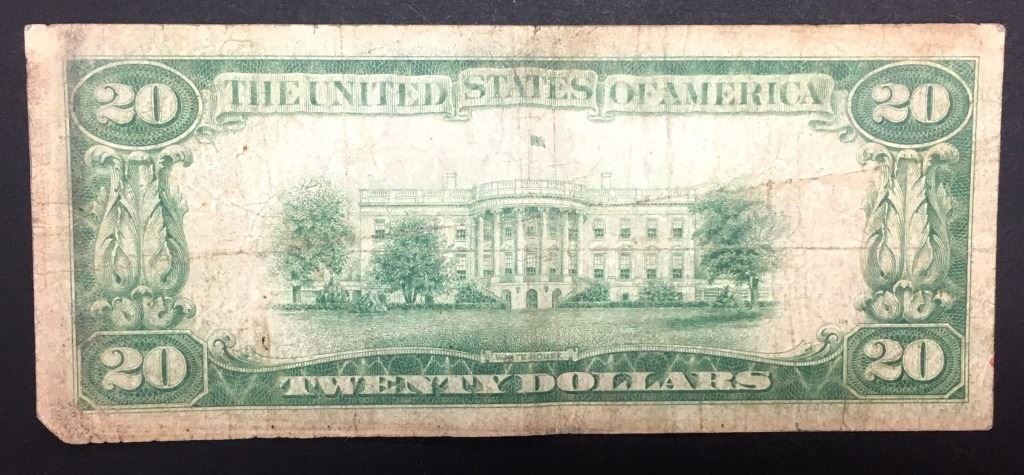 20 THE UNITED STATES OF AMERICA 20
WHITE HOUSE
20 TWENTY DOLLARS 20